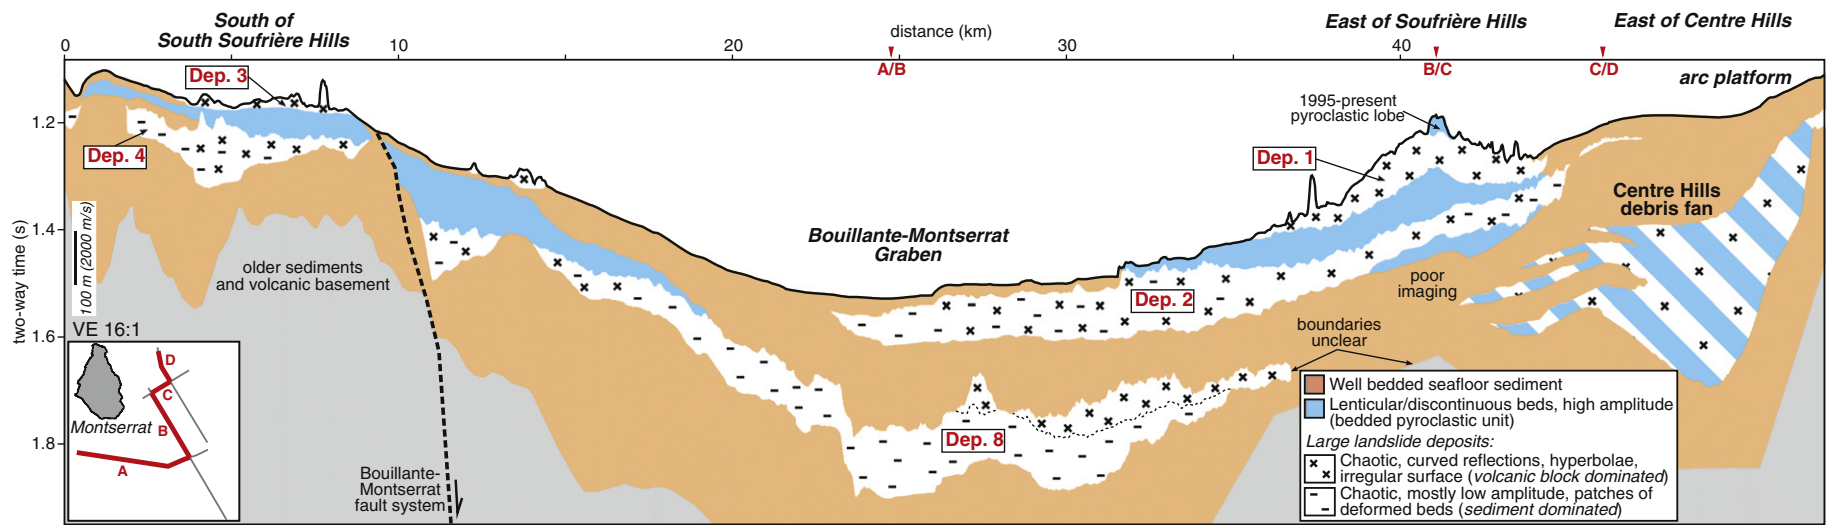 South of
South Soufrière Hills
distance (km)
East of Soufrière Hills
East of Centre Hills
0
10
20
30
40
A/B
B/C
C/D
arc platform
Dep. 3
1995-present
pyroclastic lobe
1.2
Dep. 4
Dep. 1
Centre Hills
debris fan
two-way time (s)
1.4
100 m (2000 m/s)
Bouillante-Montserrat
Graben
older sediments
and volcanic basement
poor
imaging
Dep. 2
1.6
VE 16:1
boundaries
unclear
D
C
B
A
Montserrat
1.8
Dep. 8
Bouillante-
Montserrat
fault system
Well bedded seafloor sediment
Lenticular/discontinuous beds, high amplitude
(bedded pyroclastic unit)
Large landslide deposits:
Chaotic, curved reflections, hyperbolae,
irregular surface (volcanic block dominated)
Chaotic, mostly low amplitude, patches of
deformed beds (sediment dominated)